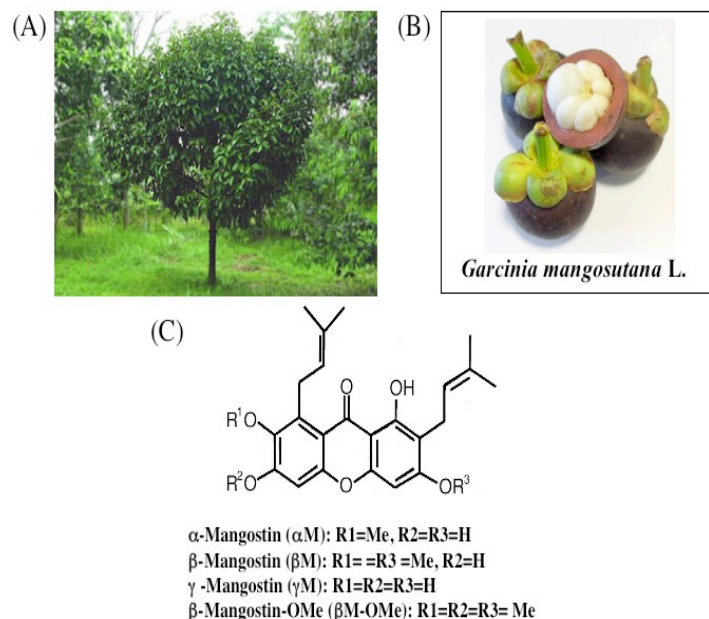 (A)
(B)
Garcinia mangosutana L.
(C)
O
OH
R¹O
R²O
O
OR³
α-Mangostin (αM): R1=Me, R2=R3=H
β-Mangostin (βM): R1= =R3 =Me, R2=H
γ -Mangostin (γM): R1=R2=R3=H
β-Mangostin-OMe (βM-OMe): R1=R2=R3= Me